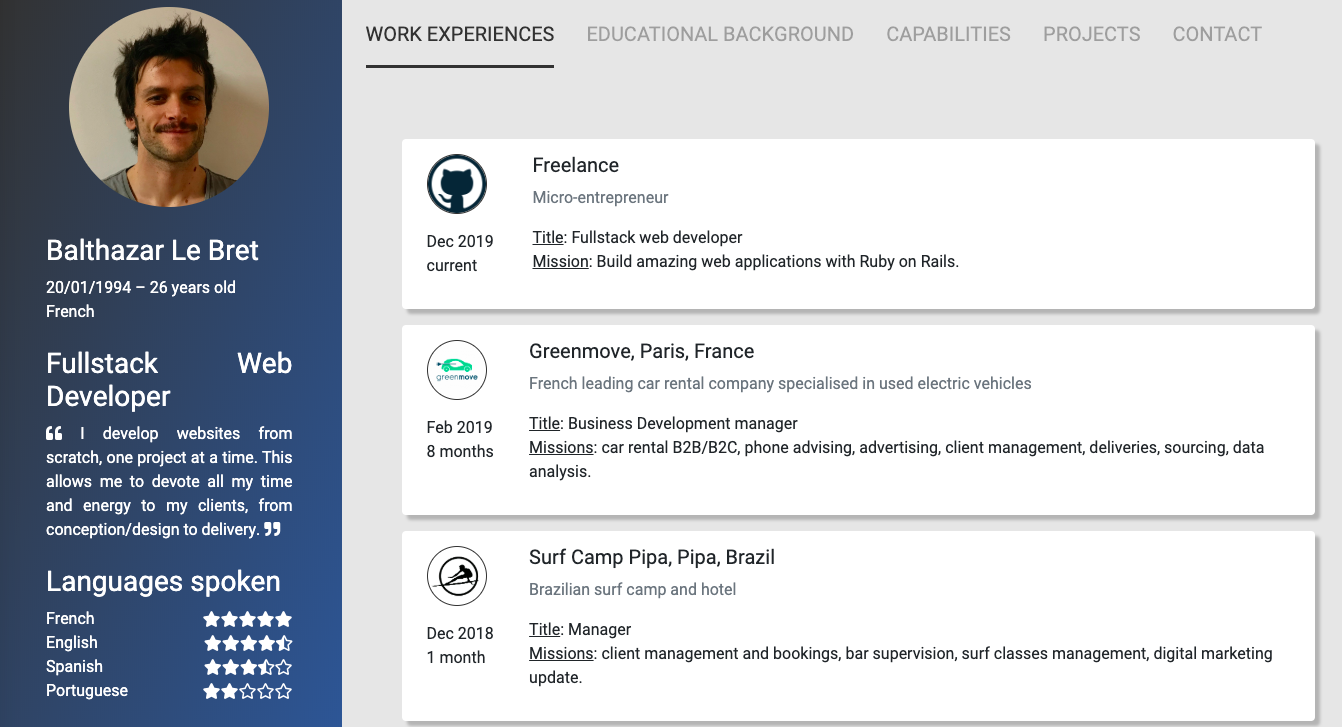 WORK EXPERIENCES EDUCATIONAL BACKGROUND CAPABILITIES PROJECTS CONTACT
Balthazar Le Bret
20/01/1994 – 26 years old
French
Fullstack Web
Developer
❝ I develop websites from
scratch, one project at a time. This
allows me to devote all my time
and energy to my clients, from
conception/design to delivery. ❞
Languages spoken
French
English
Spanish
Portuguese
Freelance
Micro-entrepreneur
Dec 2019
current
Title: Fullstack web developer
Mission: Build amazing web applications with Ruby on Rails.
greenmove
Greenmove, Paris, France
French leading car rental company specialised in used electric vehicles
Feb 2019
8 months
Title: Business Development manager
Missions: car rental B2B/B2C, phone advising, advertising, client management, deliveries, sourcing, data
analysis.
Surf Camp Pipa, Pipa, Brazil
Brazilian surf camp and hotel
Dec 2018
1 month
Title: Manager
Missions: client management and bookings, bar supervision, surf classes management, digital marketing
update.